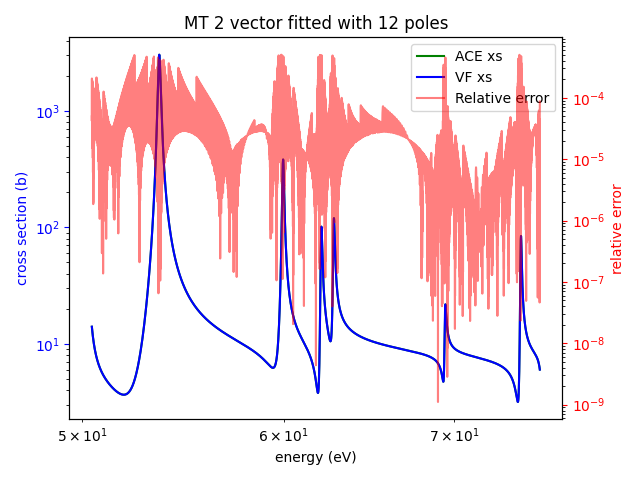 MT 2 vector fitted with 12 poles
ACE xs
VF xs
Relative error
cross section (b)
10³
10²
10¹
relative error
10⁻⁴
10⁻⁵
10⁻⁶
10⁻⁷
10⁻⁸
10⁻⁹
5 × 10¹
6 × 10¹
7 × 10¹
energy (eV)